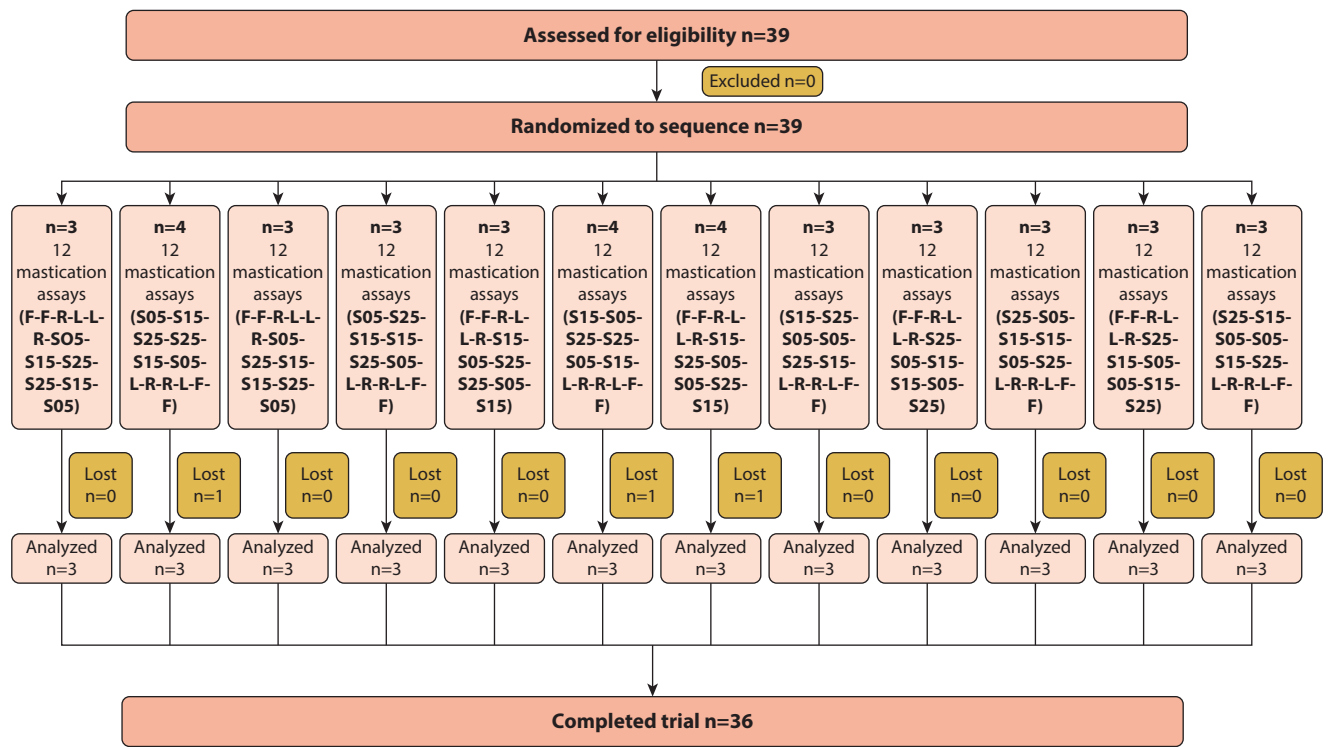 Assessed for eligibility n=39
Excluded n=0
Randomized to sequence n=39
n=3
12
mastication
assays
(F-F-R-L-L-
R-SO5-
S15-S25-
S25-S15-
S05)
n=4
12
mastication
assays
(S05-S15-
S25-S25-
S15-S05-
L-R-R-L-F-
F)
n=3
12
mastication
assays
(F-F-R-L-L-
R-S05-
S25-S15-
S15-S25-
S05)
n=3
12
mastication
assays
(S05-S25-
S15-S15-
S25-S05-
L-R-R-L-F-
F)
n=3
12
mastication
assays
(F-F-R-L-
L-R-S15-
S05-S25-
S25-S05-
S15)
n=4
12
mastication
assays
(S15-S05-
S25-S25-
S05-S15-
L-R-R-L-F-
F)
n=4
12
mastication
assays
(F-F-R-L-
L-R-S15-
S25-S05-
S05-S25-
S15)
n=3
12
mastication
assays
(S15-S25-
S05-S05-
S25-S15-
L-R-R-L-F-
F)
n=3
12
mastication
assays
(F-F-R-L-
L-R-S25-
S05-S15-
S15-S05-
S25)
n=3
12
mastication
assays
(S25-S05-
S15-S15-
S05-S25-
L-R-R-L-F-
F)
n=3
12
mastication
assays
(F-F-R-L-
L-R-S25-
S15-S05-
S05-S15-
S25)
n=3
12
mastication
assays
(S25-S15-
S05-S05-
S15-S25-
L-R-R-L-F-
F)
Lost
n=0
Lost
n=1
Lost
n=0
Lost
n=0
Lost
n=0
Lost
n=1
Lost
n=1
Lost
n=0
Lost
n=0
Lost
n=0
Lost
n=0
Lost
n=0
Analyzed
n=3
Analyzed
n=3
Analyzed
n=3
Analyzed
n=3
Analyzed
n=3
Analyzed
n=3
Analyzed
n=3
Analyzed
n=3
Analyzed
n=3
Analyzed
n=3
Analyzed
n=3
Analyzed
n=3
Completed trial n=36